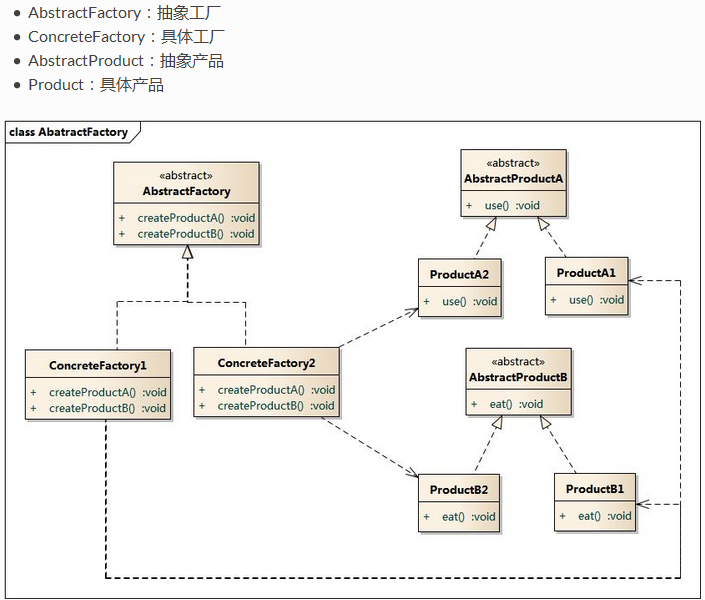 • AbstractFactory：抽象工厂
• ConcreteFactory：具体工厂
• AbstractProduct：抽象产品
• Product：具体产品
class AbatractFactory
«abstract»
AbstractFactory
+ createProductA() :void
+ createProductB() :void
«abstract»
AbstractProductA
+ use() :void
ProductA2
+ use() :void
ProductA1
+ use() :void
ConcreteFactory1
+ createProductA() :void
+ createProductB() :void
ConcreteFactory2
+ createProductA() :void
+ createProductB() :void
«abstract»
AbstractProductB
+ eat() :void
ProductB2
+ eat() :void
ProductB1
+ eat() :void